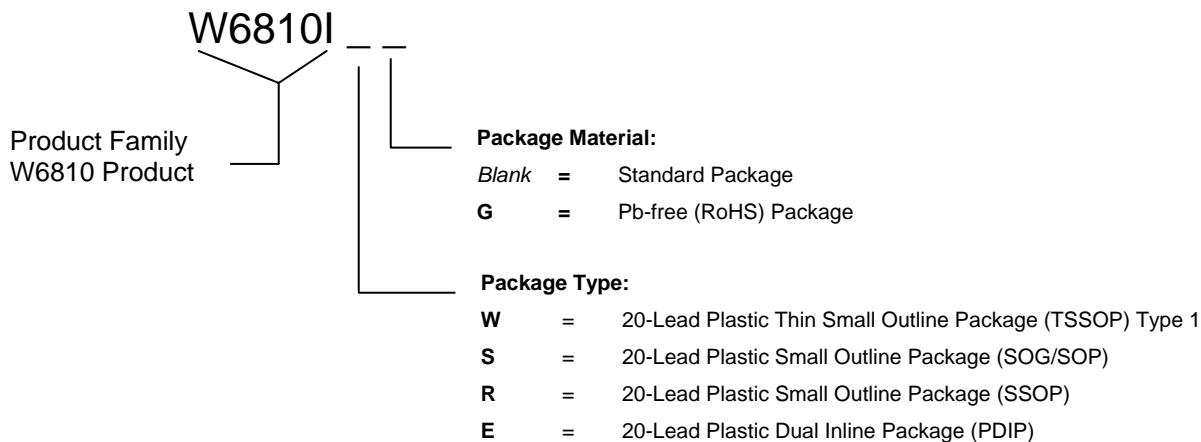 W6810I _ _
Product Family
W6810 Product
Package Material:
Blank = Standard Package
G = Pb-free (RoHS) Package
Package Type:
W = 20-Lead Plastic Thin Small Outline Package (TSSOP) Type 1
S = 20-Lead Plastic Small Outline Package (SOG/SOP)
R = 20-Lead Plastic Small Outline Package (SSOP)
E = 20-Lead Plastic Dual Inline Package (PDIP)